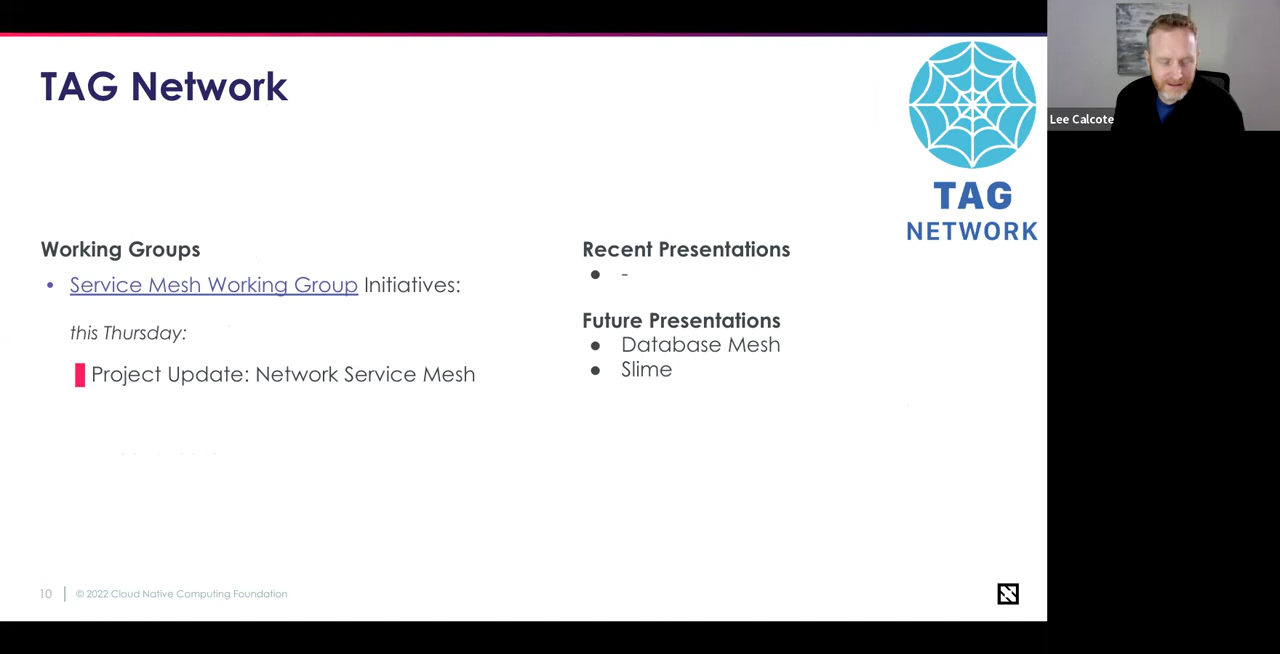 TAG Network
TAG
NETWORK
Lee Calcote
Working Groups
• Service Mesh Working Group Initiatives:
this Thursday:
Project Update: Network Service Mesh
Recent Presentations
● -
Future Presentations
● Database Mesh
● Slime
10 | © 2022 Cloud Native Computing Foundation